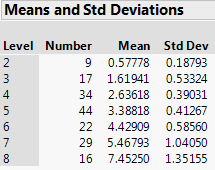 Means and Std Deviations
Level Number Mean Std Dev
2 9 0.57778 0.18793
3 17 1.61941 0.53324
4 34 2.63618 0.39031
5 44 3.38818 0.41267
6 22 4.42909 0.58560
7 29 5.46793 1.04050
8 16 7.45250 1.35155